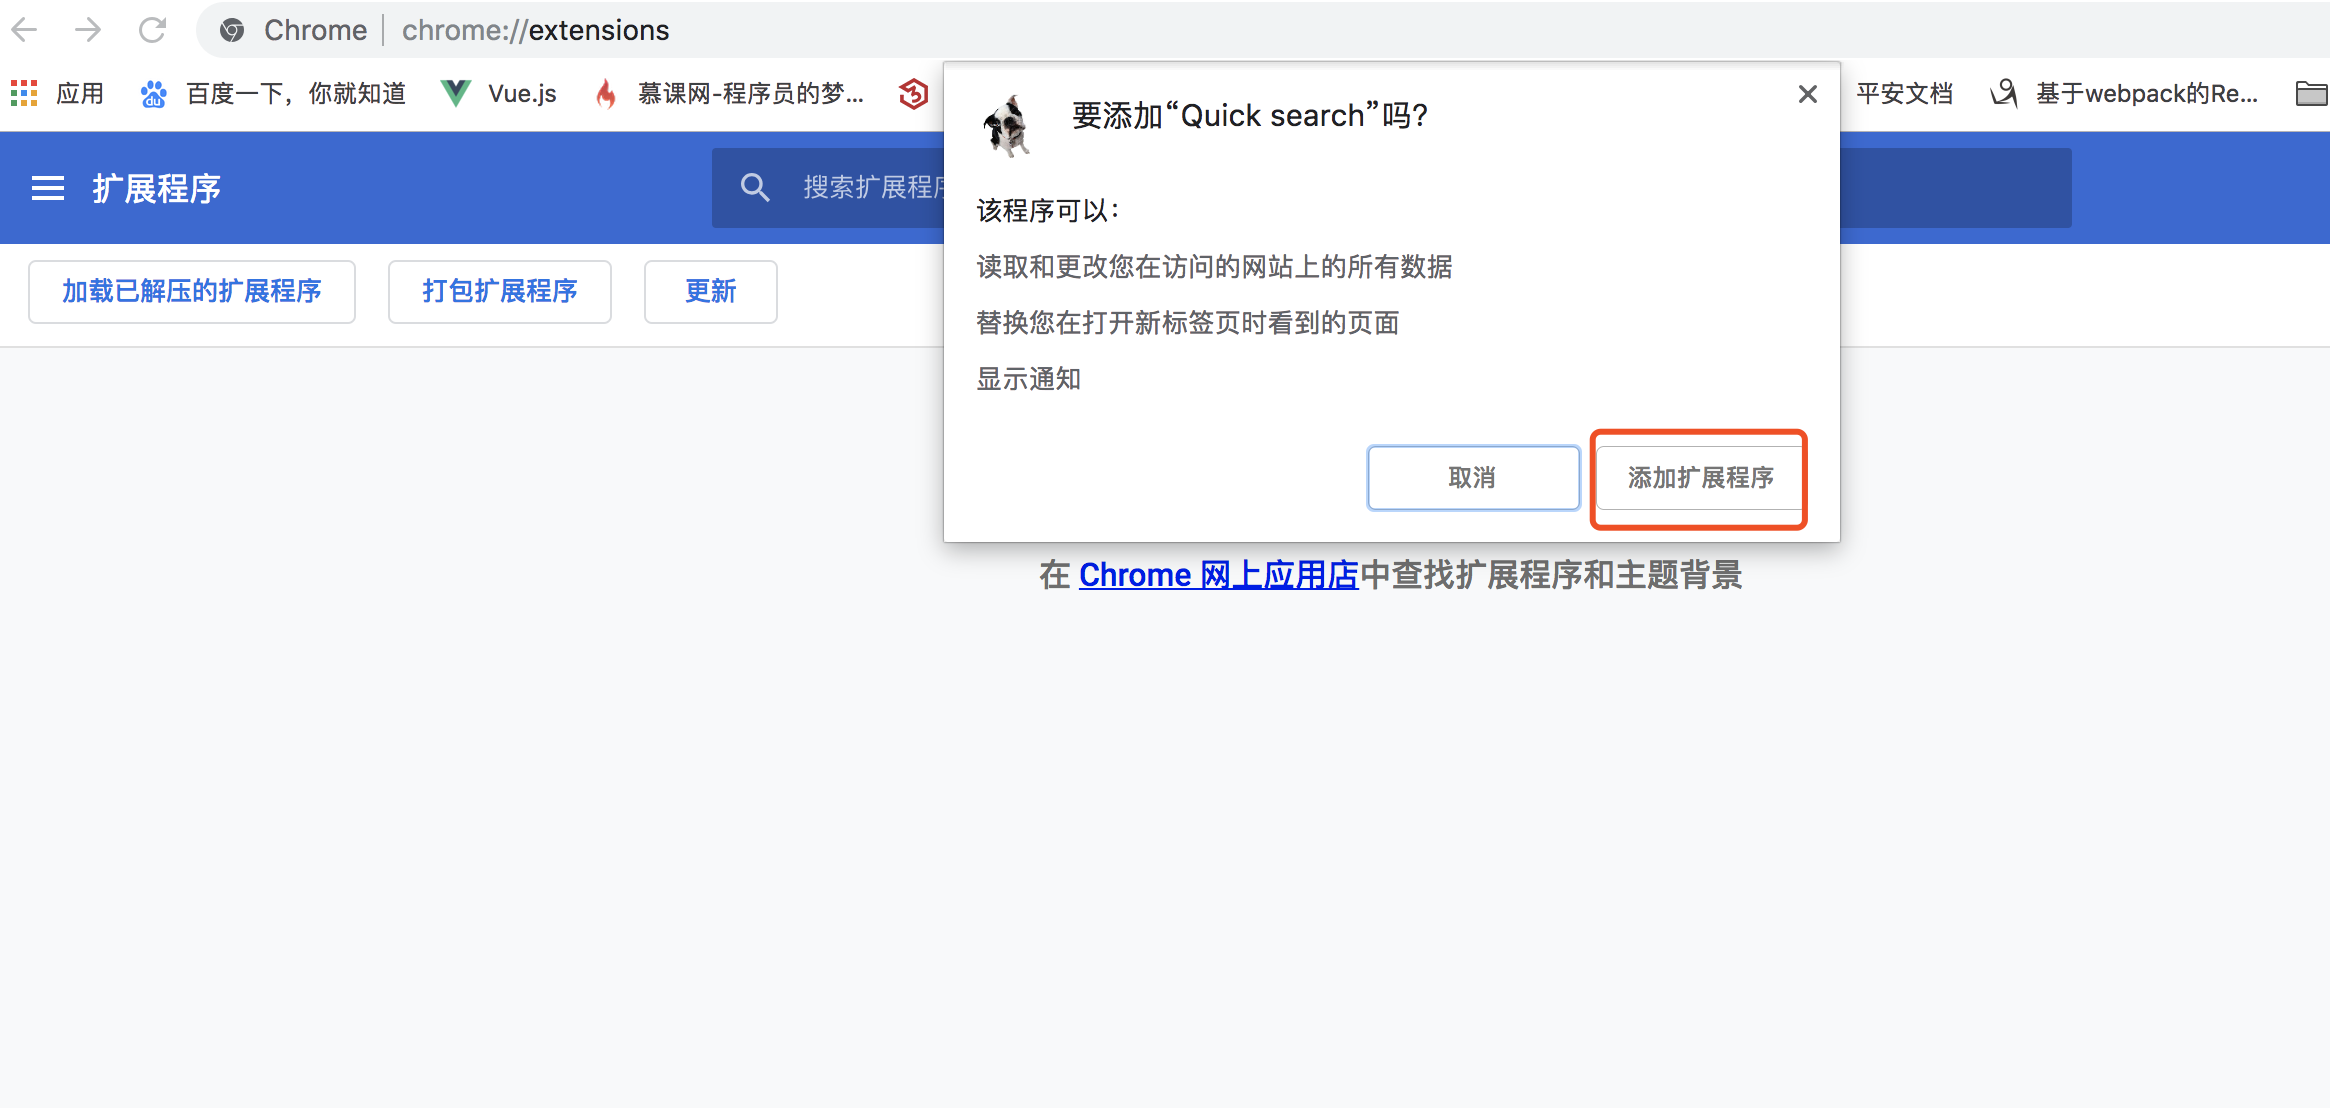 Chrome | chrome://extensions
应用
百度一下，你就知道
Vue.js
慕课网-程序员的梦...
平安文档
基于webpack的Re...
扩展程序
搜索扩展程
加载已解压的扩展程序
打包扩展程序
更新
要添加“Quick search”吗？
该程序可以：
读取和更改您在访问的网站上的所有数据
替换您在打开新标签页时看到的页面
显示通知
取消
添加扩展程序
在 Chrome 网上应用店中查找扩展程序和主题背景